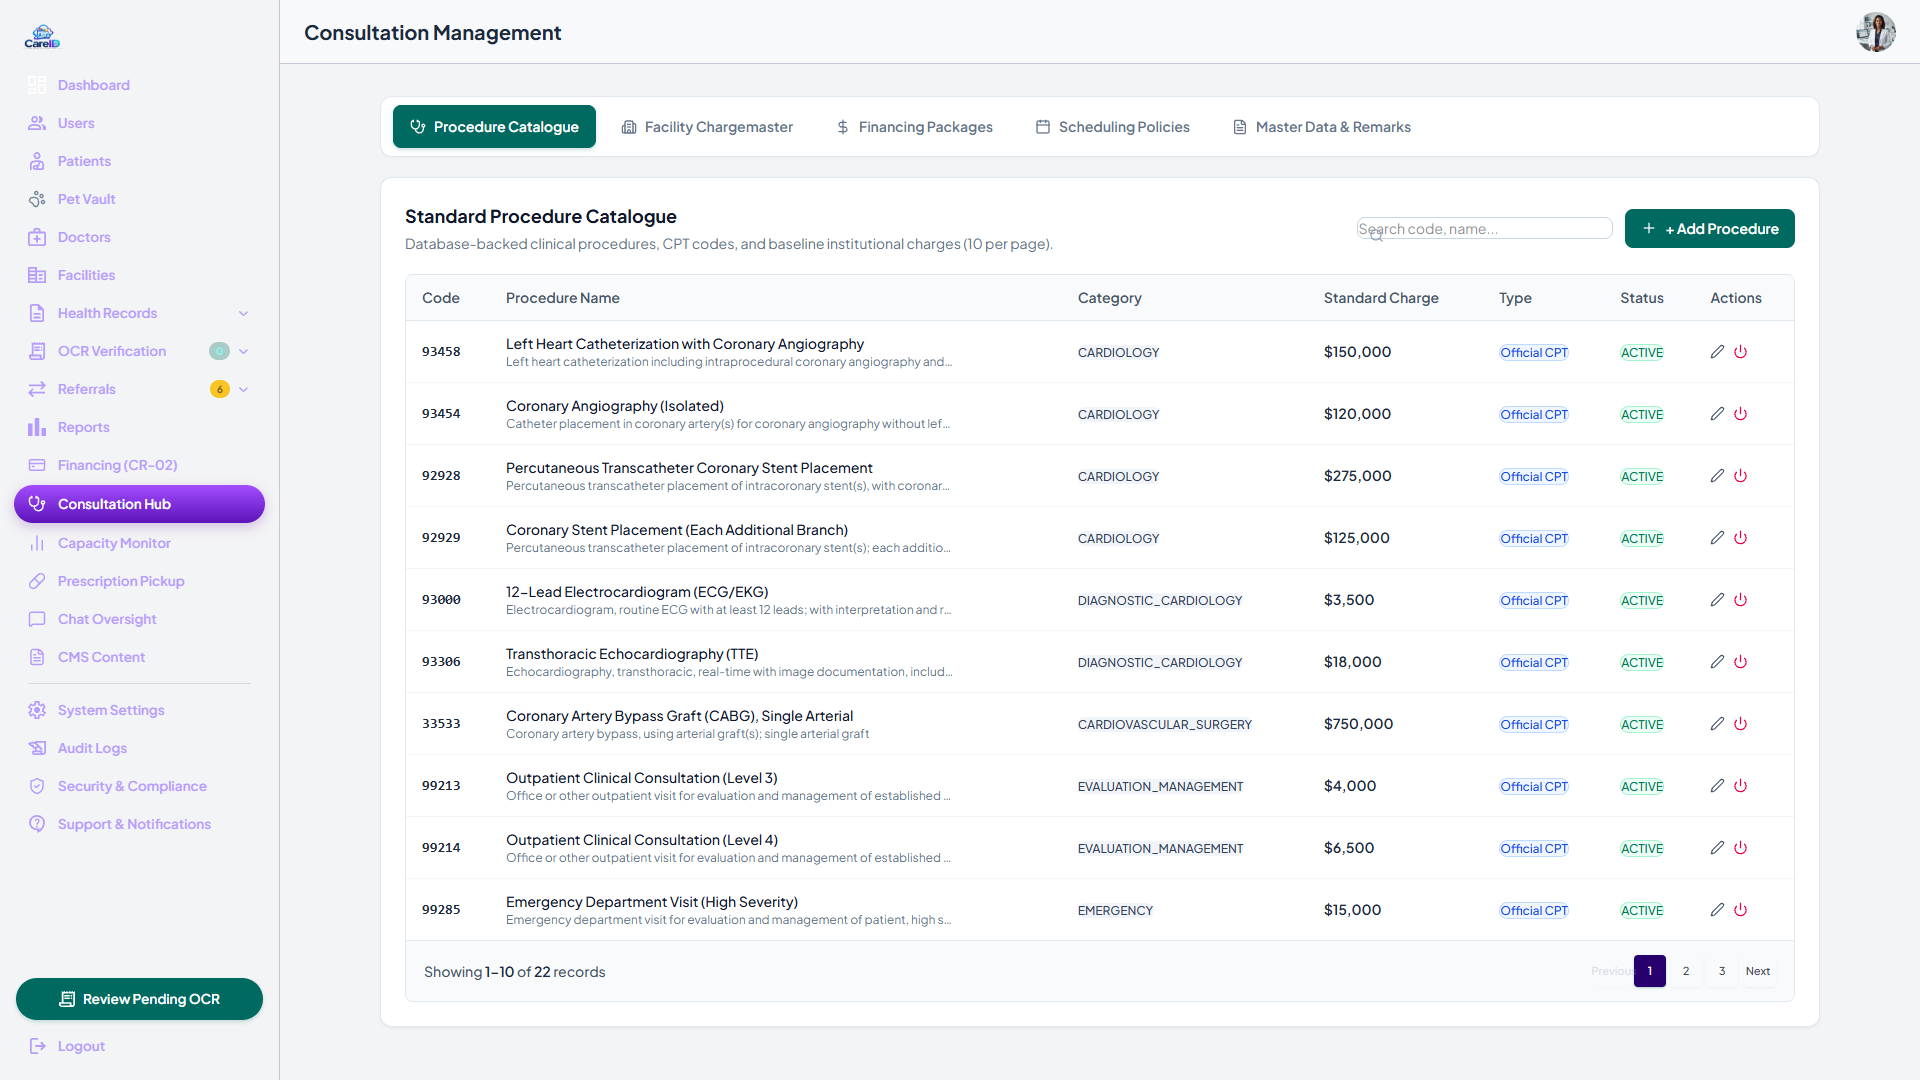 CareID
Dashboard
Users
Patients
Pet Vault
Doctors
Facilities
Health Records
OCR Verification 0
Referrals 6
Reports
Financing (CR-02)
Consultation Hub
Capacity Monitor
Prescription Pickup
Chat Oversight
CMS Content
System Settings
Audit Logs
Security & Compliance
Support & Notifications
Review Pending OCR
Logout
Consultation Management
Procedure Catalogue Facility Chargemaster $ Financing Packages Scheduling Policies Master Data & Remarks
Standard Procedure Catalogue
Database-backed clinical procedures, CPT codes, and baseline institutional charges (10 per page).
Search code, name...
+ + Add Procedure
Code Procedure Name Category Standard Charge Type Status Actions
93458 Left Heart Catheterization with Coronary Angiography CARDIOLOGY $150,000 Official CPT ACTIVE
Left heart catheterization including intraprocedural coronary angiography and...
93454 Coronary Angiography (Isolated) CARDIOLOGY $120,000 Official CPT ACTIVE
Catheter placement in coronary artery(s) for coronary angiography without lef...
92928 Percutaneous Transcatheter Coronary Stent Placement CARDIOLOGY $275,000 Official CPT ACTIVE
Percutaneous transcatheter placement of intracoronary stent(s), with coronar...
92929 Coronary Stent Placement (Each Additional Branch) CARDIOLOGY $125,000 Official CPT ACTIVE
Percutaneous transcatheter placement of intracoronary stent(s); each additio...
93000 12-Lead Electrocardiogram (ECG/EKG) DIAGNOSTIC_CARDIOLOGY $3,500 Official CPT ACTIVE
Electrocardiogram, routine ECG with at least 12 leads; with interpretation and r...
93306 Transthoracic Echocardiography (TTE) DIAGNOSTIC_CARDIOLOGY $18,000 Official CPT ACTIVE
Echocardiography, transthoracic, real-time with image documentation, includ...
33533 Coronary Artery Bypass Graft (CABG), Single Arterial CARDIOVASCULAR_SURGERY $750,000 Official CPT ACTIVE
Coronary artery bypass, using arterial graft(s); single arterial graft
99213 Outpatient Clinical Consultation (Level 3) EVALUATION_MANAGEMENT $4,000 Official CPT ACTIVE
Office or other outpatient visit for evaluation and management of established ...
99214 Outpatient Clinical Consultation (Level 4) EVALUATION_MANAGEMENT $6,500 Official CPT ACTIVE
Office or other outpatient visit for evaluation and management of established ...
99285 Emergency Department Visit (High Severity) EMERGENCY $15,000 Official CPT ACTIVE
Emergency department visit for evaluation and management of patient, high s...
Showing 1–10 of 22 records
Previous 1 2 3 Next